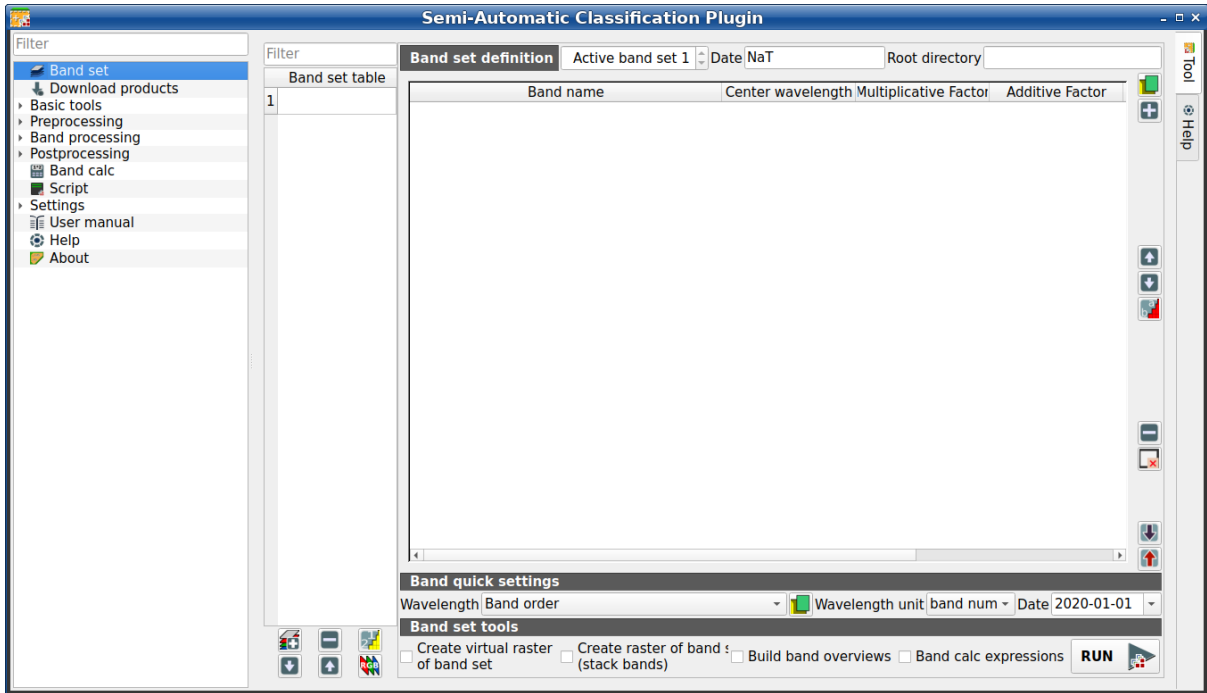 Semi-Automatic Classification Plugin
Filter
Band set
Download products
Basic tools
Preprocessing
Band processing
Postprocessing
Band calc
Script
Settings
User manual
Help
About
Filter
Band set table
1
Band set definition Active band set 1 Date NaT Root directory
Band name Center wavelength Multiplicative Factor Additive Factor
Band quick settings
Wavelength Band order Wavelength unit band num Date 2020-01-01
Band set tools
Create virtual raster
of band set
Create raster of band s
(stack bands)
Build band overviews Band calc expressions RUN
RGB
Tool
Help